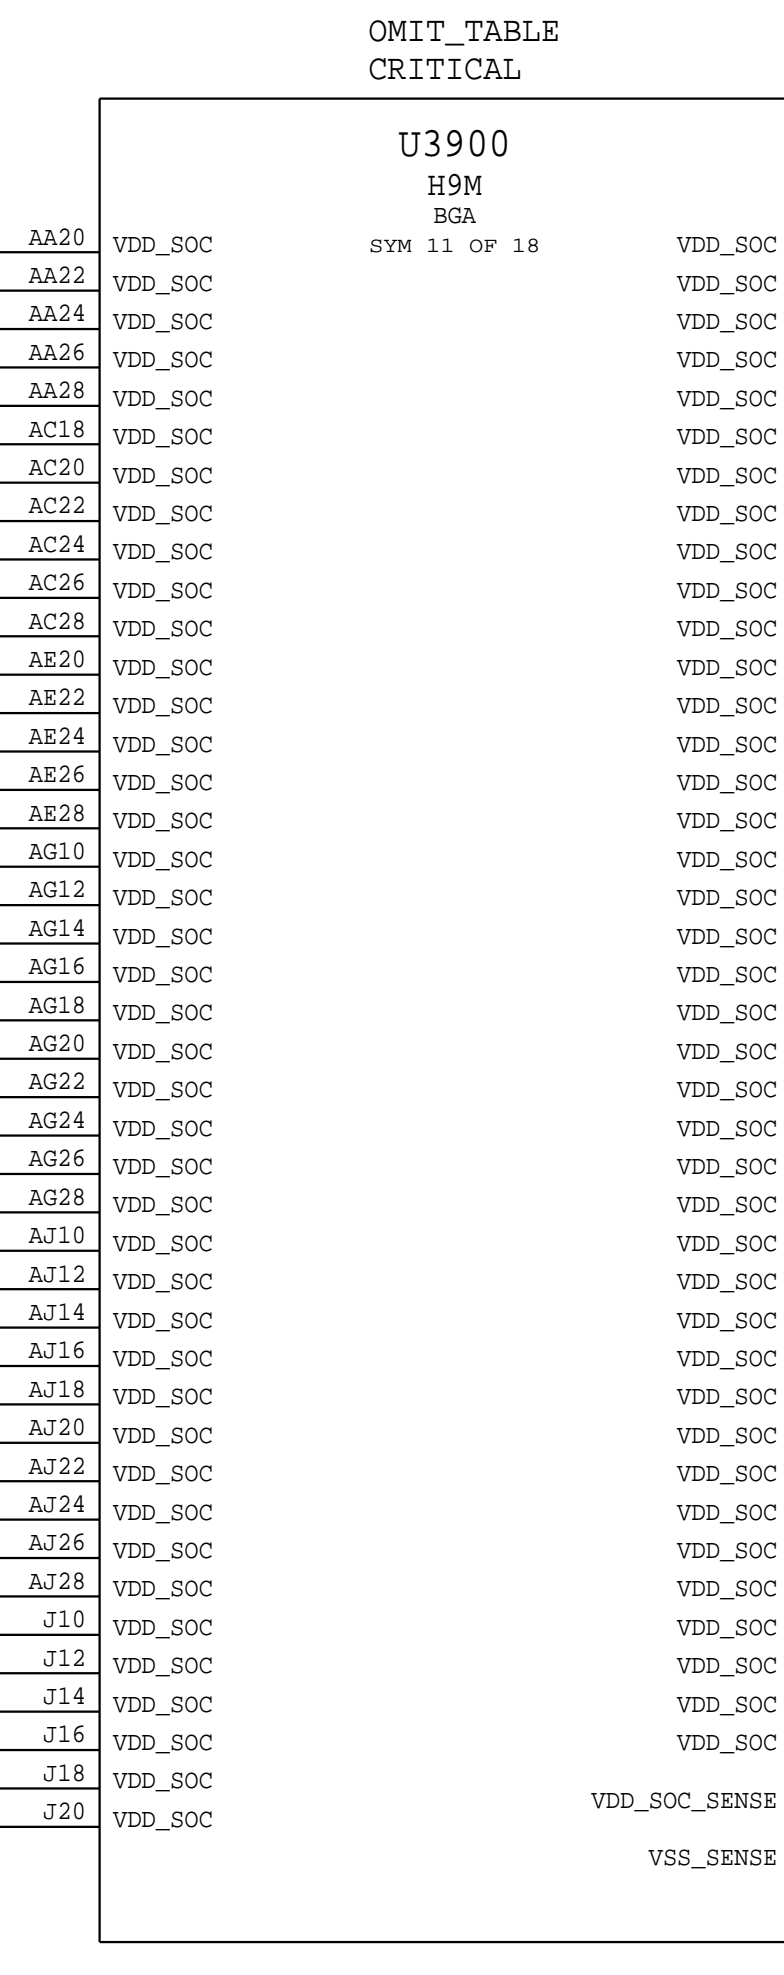 OMIT_TABLE
CRITICAL
U3900
H9M
BGA
SYM 11 OF 18
AA20 VDD_SOC VDD_SOC
AA22 VDD_SOC VDD_SOC
AA24 VDD_SOC VDD_SOC
AA26 VDD_SOC VDD_SOC
AA28 VDD_SOC VDD_SOC
AC18 VDD_SOC VDD_SOC
AC20 VDD_SOC VDD_SOC
AC22 VDD_SOC VDD_SOC
AC24 VDD_SOC VDD_SOC
AC26 VDD_SOC VDD_SOC
AC28 VDD_SOC VDD_SOC
AE20 VDD_SOC VDD_SOC
AE22 VDD_SOC VDD_SOC
AE24 VDD_SOC VDD_SOC
AE26 VDD_SOC VDD_SOC
AE28 VDD_SOC VDD_SOC
AG10 VDD_SOC VDD_SOC
AG12 VDD_SOC VDD_SOC
AG14 VDD_SOC VDD_SOC
AG16 VDD_SOC VDD_SOC
AG18 VDD_SOC VDD_SOC
AG20 VDD_SOC VDD_SOC
AG22 VDD_SOC VDD_SOC
AG24 VDD_SOC VDD_SOC
AG26 VDD_SOC VDD_SOC
AG28 VDD_SOC VDD_SOC
AJ10 VDD_SOC VDD_SOC
AJ12 VDD_SOC VDD_SOC
AJ14 VDD_SOC VDD_SOC
AJ16 VDD_SOC VDD_SOC
AJ18 VDD_SOC VDD_SOC
AJ20 VDD_SOC VDD_SOC
AJ22 VDD_SOC VDD_SOC
AJ24 VDD_SOC VDD_SOC
AJ26 VDD_SOC VDD_SOC
AJ28 VDD_SOC VDD_SOC
J10 VDD_SOC VDD_SOC
J12 VDD_SOC VDD_SOC
J14 VDD_SOC VDD_SOC
J16 VDD_SOC VDD_SOC
J18 VDD_SOC
VDD_SOC_SENSE
J20 VDD_SOC
VSS_SENSE